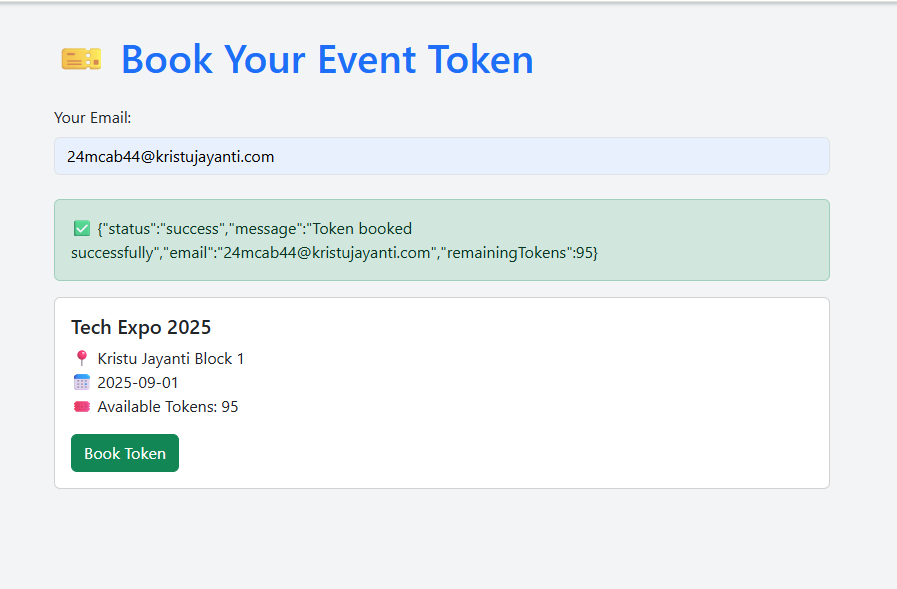 🎫 Book Your Event Token
Your Email:
24mcab44@kristujayanti.com
✅ {"status":"success","message":"Token booked
successfully","email":"24mcab44@kristujayanti.com","remainingTokens":95}
Tech Expo 2025
📍 Kristu Jayanti Block 1
📅 2025-09-01
🎟 Available Tokens: 95
Book Token